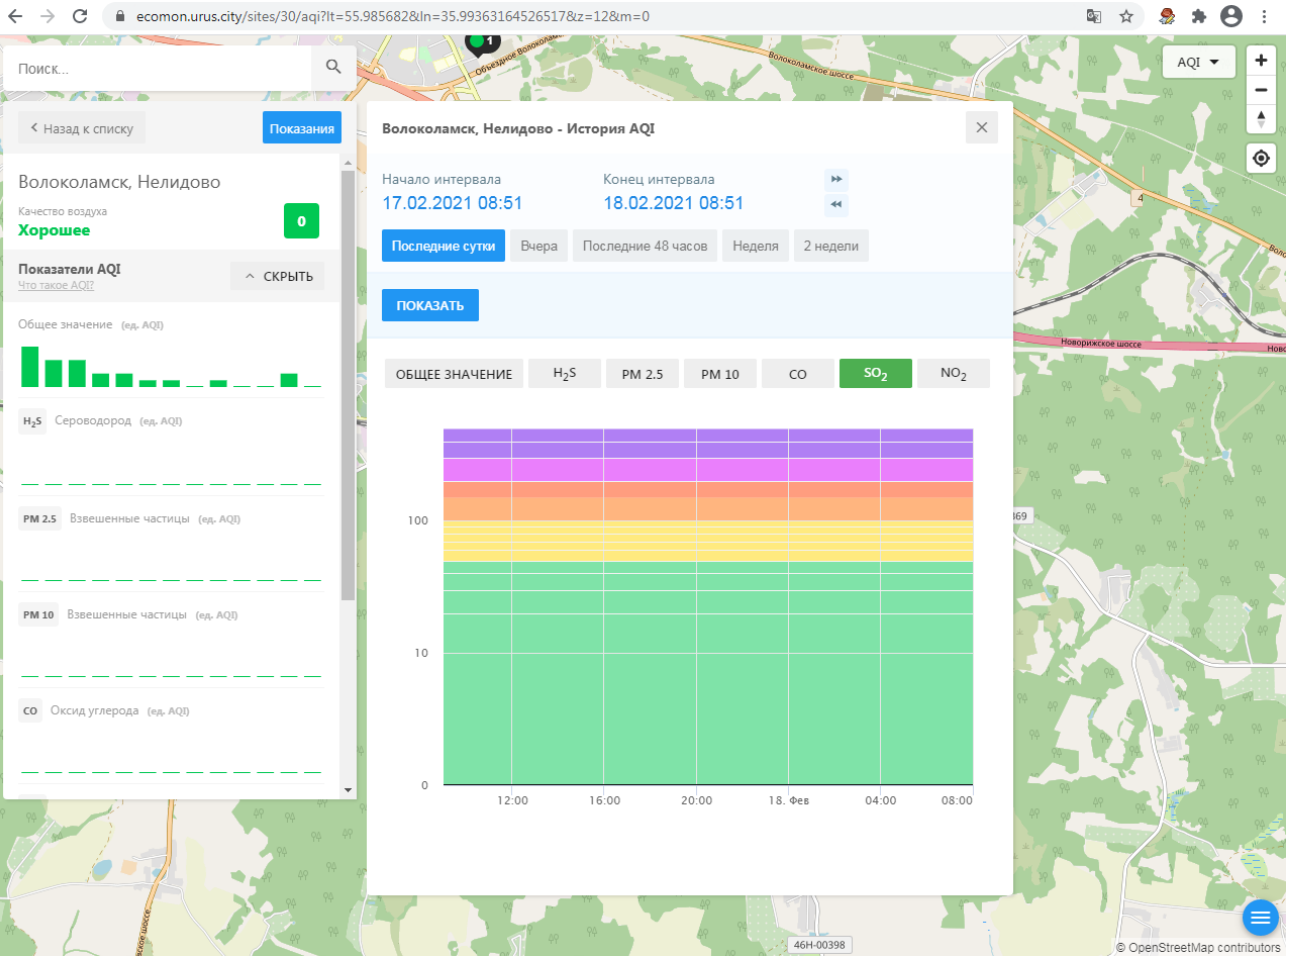 ecomon.urus.city/sites/30/aqi?lt=55.985682&ln=35.99363164526517&z=12&m=0
1
Объездное Волоколамск
Волоколамское шоссе
Поиск...
AQI
Назад к списку
Показания
Волоколамск, Нелидово
Качество воздуха
Хорошее
0
Показатели AQI
Что такое AQI?
СКРЫТЬ
Общее значение (ед. AQI)
H₂S Сероводород (ед. AQI)
PM 2.5 Взвешенные частицы (ед. AQI)
PM 10 Взвешенные частицы (ед. AQI)
CO Оксид углерода (ед. AQI)
Волоколамск, Нелидово - История AQI
Начало интервала
Конец интервала
17.02.2021 08:51
18.02.2021 08:51
Последние сутки
Вчера
Последние 48 часов
Неделя
2 недели
ПОКАЗАТЬ
ОБЩЕЕ ЗНАЧЕНИЕ
H₂S
PM 2.5
PM 10
CO
SO₂
NO₂
100
10
0
12:00
16:00
20:00
18. Фев
04:00
08:00
4
Новорижское шоссе
Ново
369
46Н-00398
© OpenStreetMap contributors